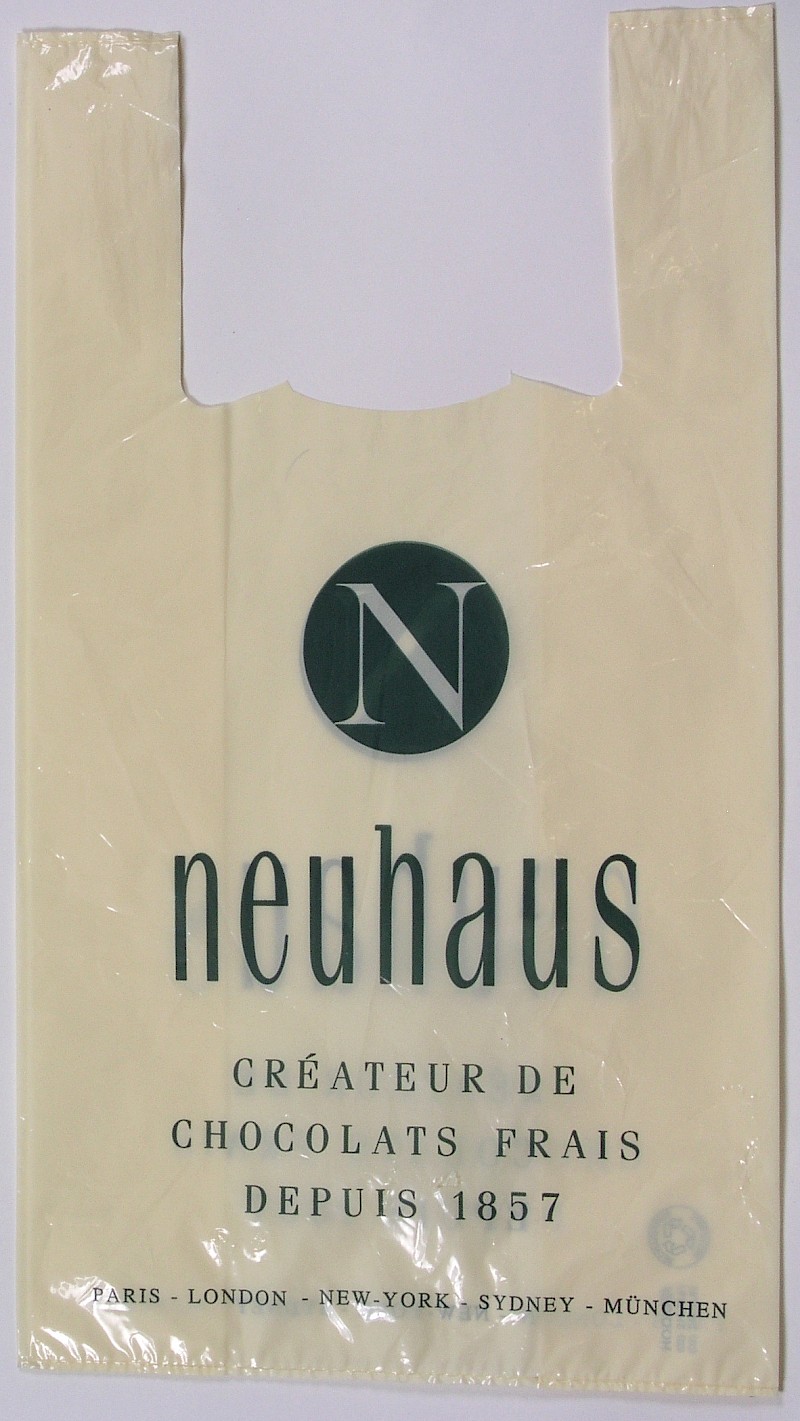 N
neuhaus
CRÉATEUR DE
CHOCOLATS FRAIS
DEPUIS 1857
PARIS - LONDON - NEW-YORK - SYDNEY - MÜNCHEN